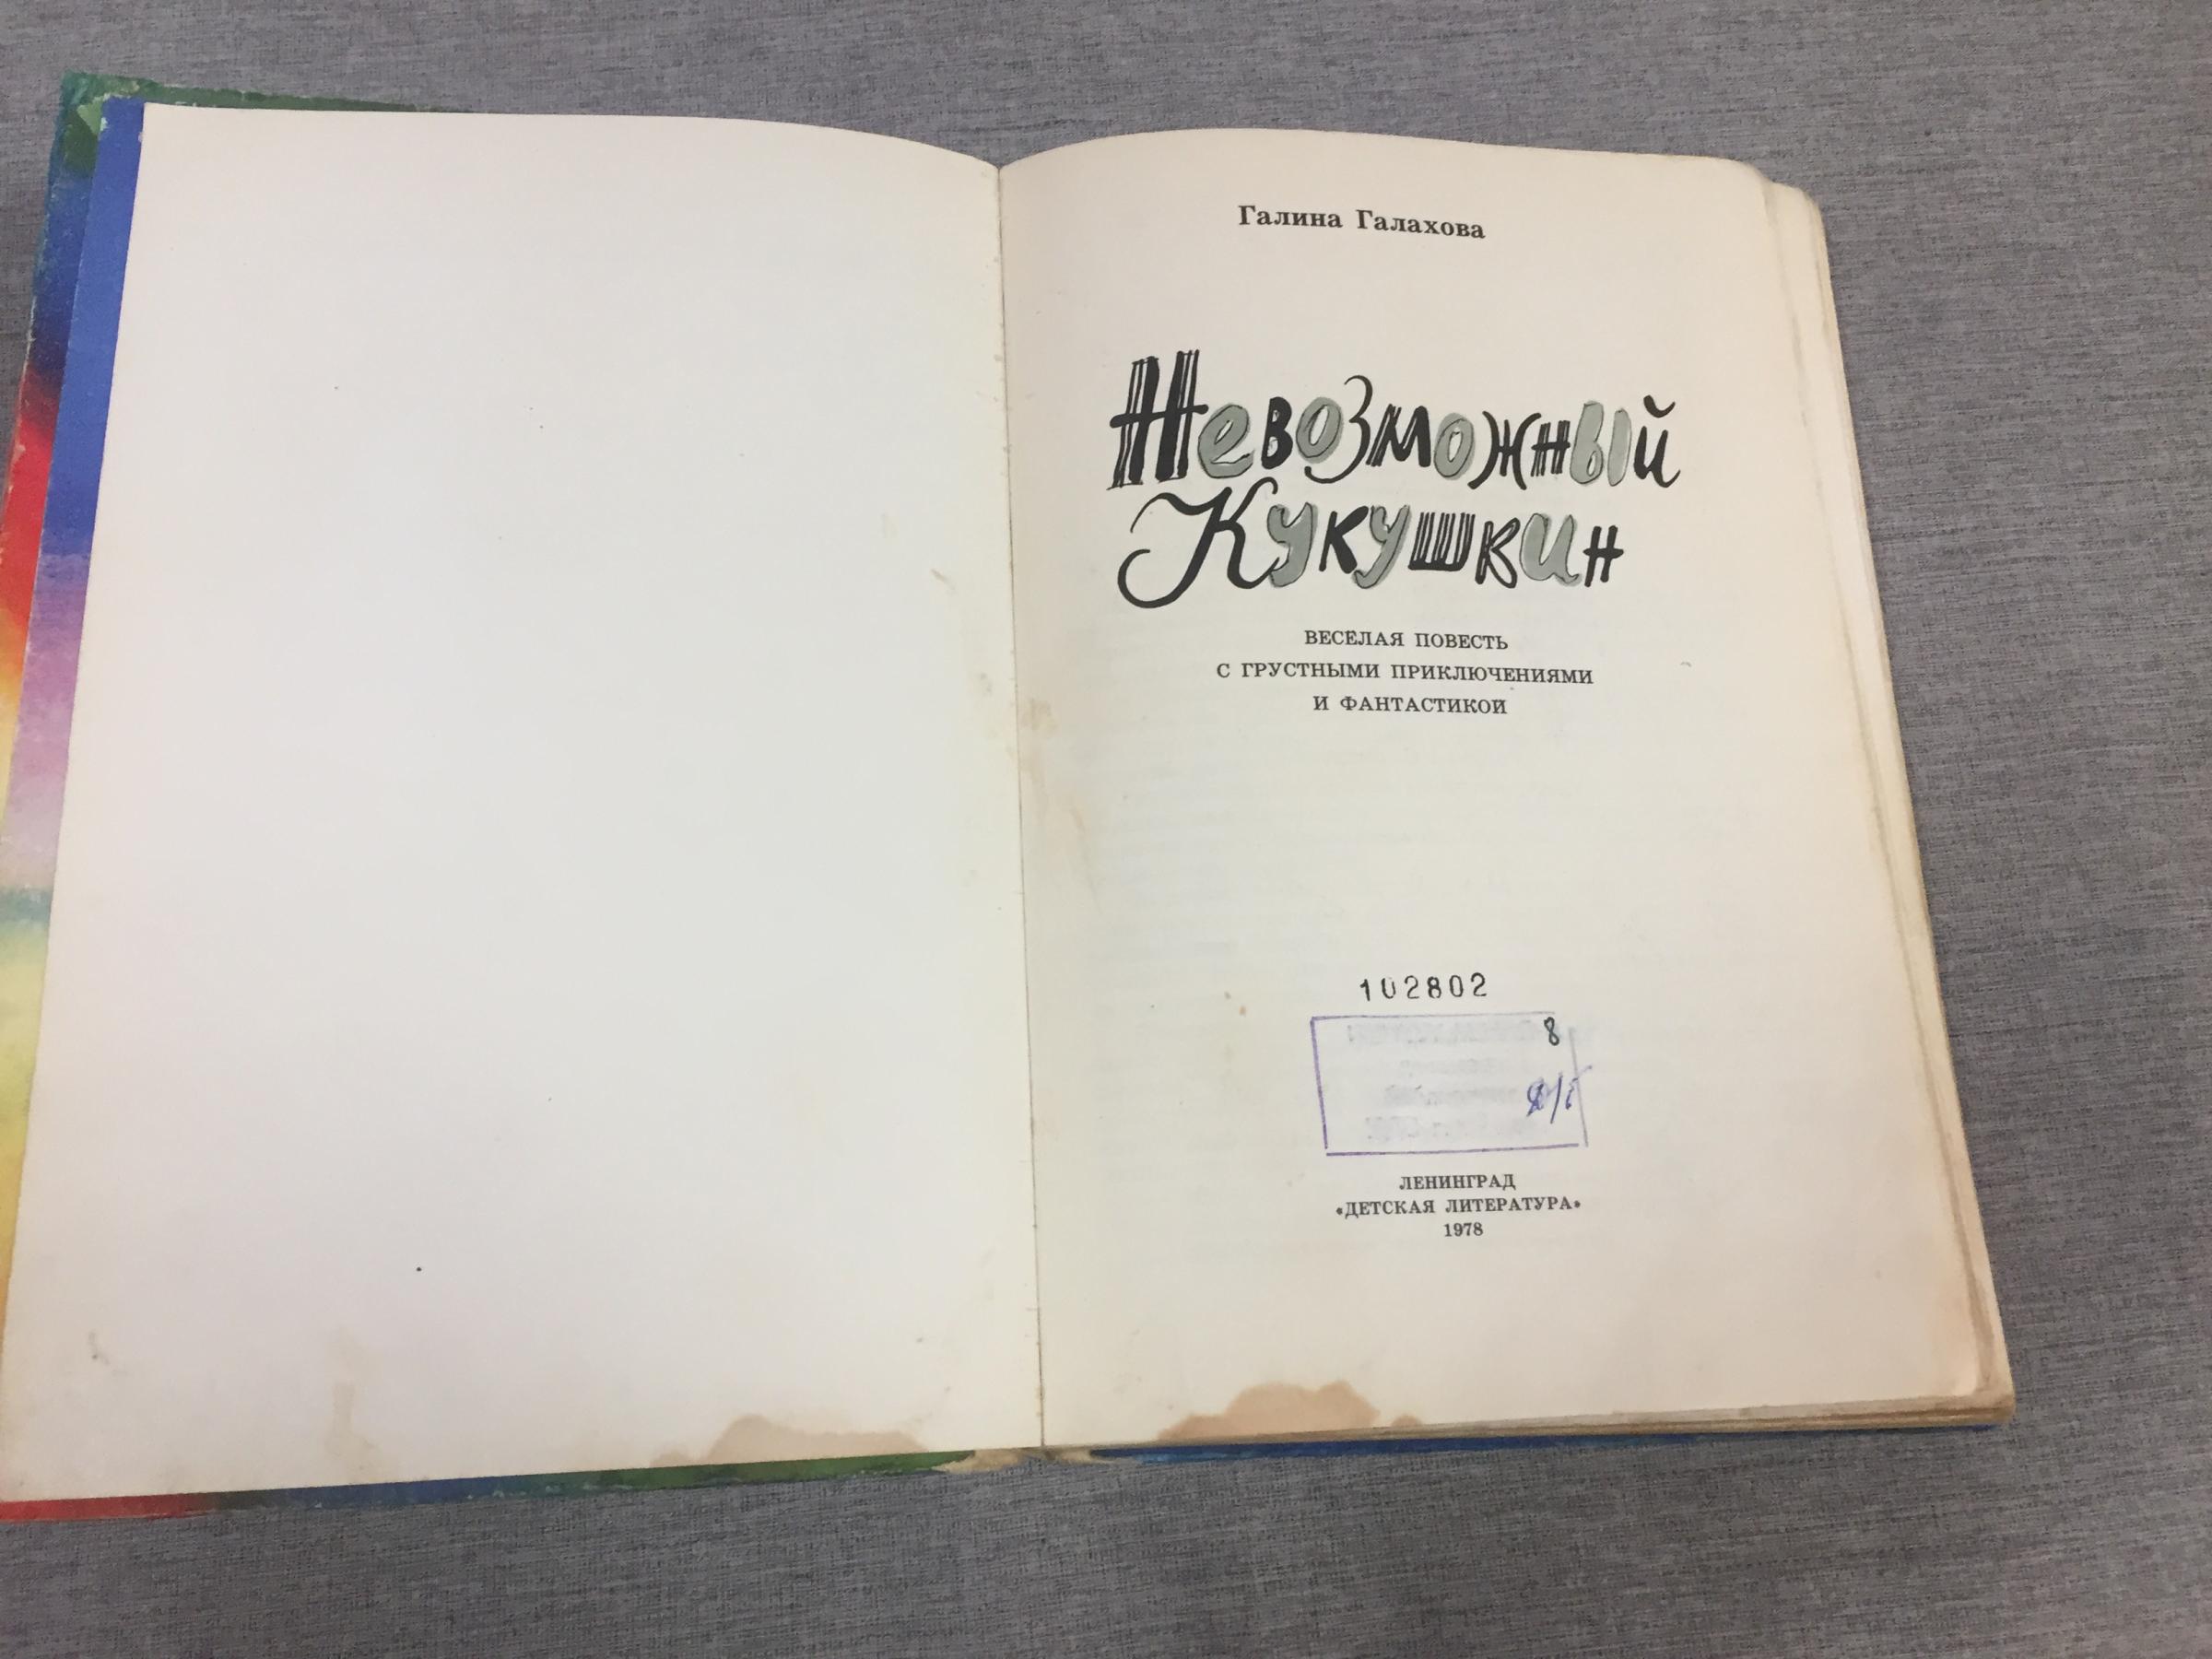 Галина Галахова
Невозможный
Кукушкин
ВЕСЕЛАЯ ПОВЕСТЬ
С ГРУСТНЫМИ ПРИКЛЮЧЕНИЯМИ
И ФАНТАСТИКОЙ
102802
8
ЛЕНИНГРАД
«ДЕТСКАЯ ЛИТЕРАТУРА»
1978